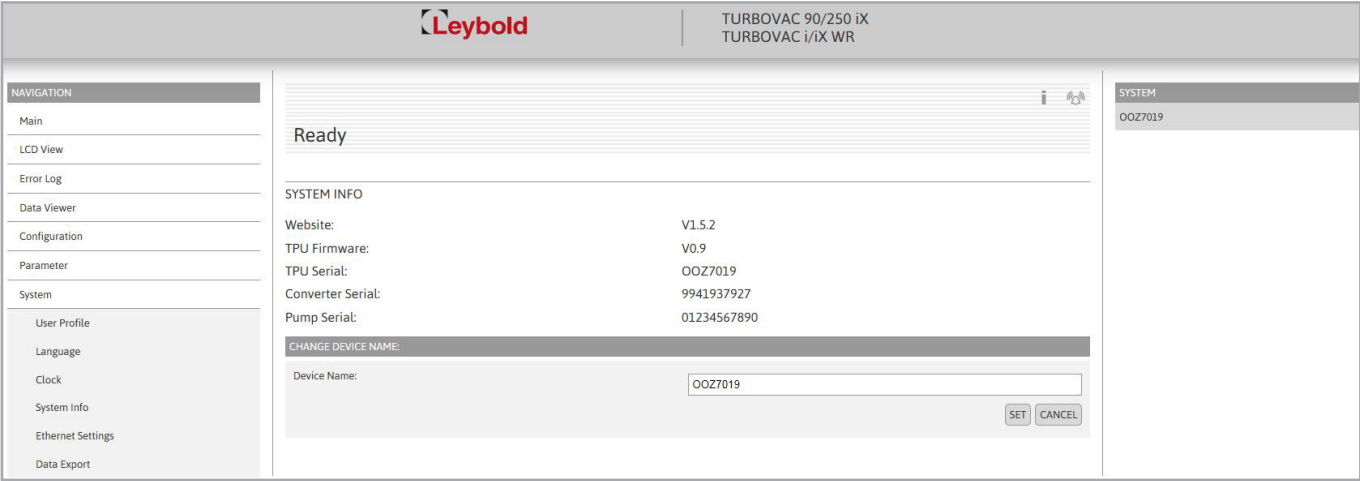 Leybold
TURBOVAC 90/250 iX
TURBOVAC i/iX WR
NAVIGATION
Main
LCD View
Error Log
Data Viewer
Configuration
Parameter
System
User Profile
Language
Clock
System Info
Ethernet Settings
Data Export
Ready
SYSTEM INFO
Website: V1.5.2
TPU Firmware: V0.9
TPU Serial: OOZ7019
Converter Serial: 9941937927
Pump Serial: 01234567890
CHANGE DEVICE NAME:
Device Name: OOZ7019
SET CANCEL
SYSTEM
OOZ7019